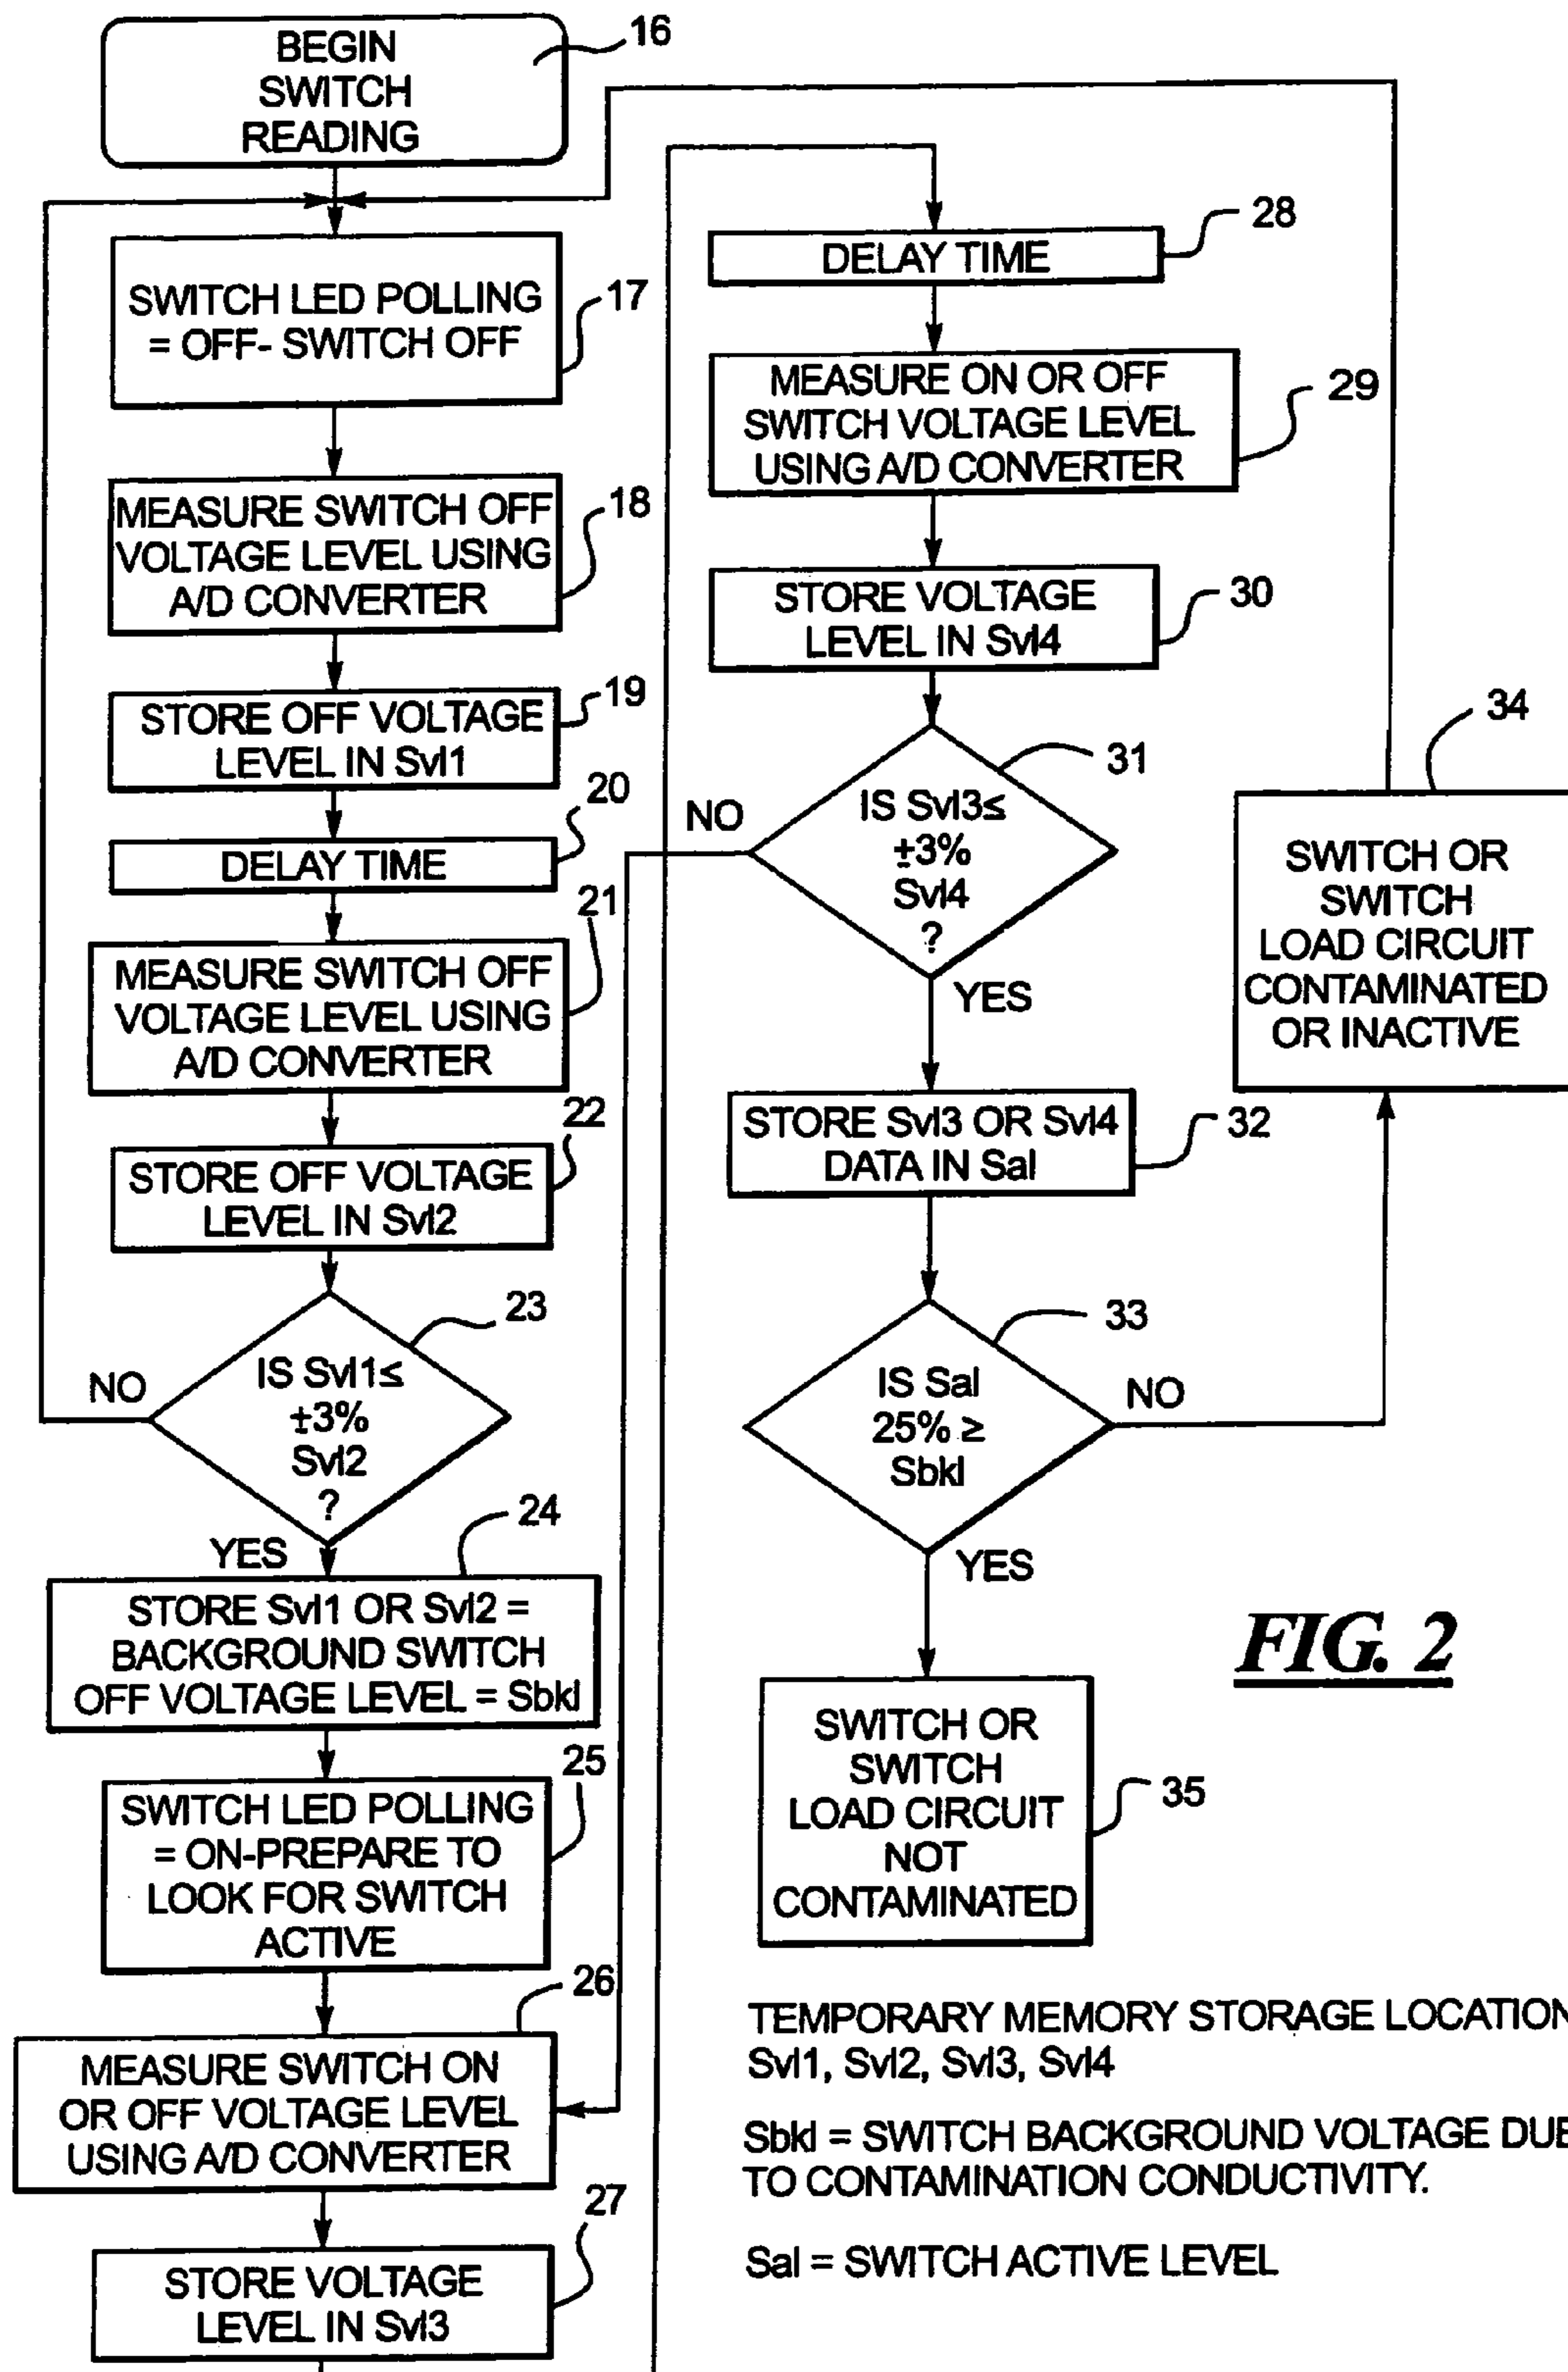 BEGIN
SWITCH
READING
16
SWITCH LED POLLING
= OFF- SWITCH OFF
17
MEASURE SWITCH OFF
VOLTAGE LEVEL USING
A/D CONVERTER
18
STORE OFF VOLTAGE
LEVEL IN Svl1
19
DELAY TIME
20
MEASURE SWITCH OFF
VOLTAGE LEVEL USING
A/D CONVERTER
21
STORE OFF VOLTAGE
LEVEL IN Svl2
22
IS Svl1≤
±3%
Svl2
?
23
NO
YES
STORE Svl1 OR Svl2 =
BACKGROUND SWITCH
OFF VOLTAGE LEVEL = Sbkl
24
SWITCH LED POLLING
= ON-PREPARE TO
LOOK FOR SWITCH
ACTIVE
25
MEASURE SWITCH ON
OR OFF VOLTAGE LEVEL
USING A/D CONVERTER
26
STORE VOLTAGE
LEVEL IN Svl3
27
DELAY TIME
28
MEASURE ON OR OFF
SWITCH VOLTAGE LEVEL
USING A/D CONVERTER
29
STORE VOLTAGE
LEVEL IN Svl4
30
IS Svl3≤
±3%
Svl4
?
31
NO
YES
STORE Svl3 OR Svl4
DATA IN Sal
32
IS Sal
25% ≥
Sbkl
33
NO
YES
SWITCH OR
SWITCH
LOAD CIRCUIT
CONTAMINATED
OR INACTIVE
34
SWITCH OR
SWITCH
LOAD CIRCUIT
NOT
CONTAMINATED
35
FIG. 2
TEMPORARY MEMORY STORAGE LOCATION
Svl1, Svl2, Svl3, Svl4
Sbkl = SWITCH BACKGROUND VOLTAGE DUE
TO CONTAMINATION CONDUCTIVITY.
Sal = SWITCH ACTIVE LEVEL